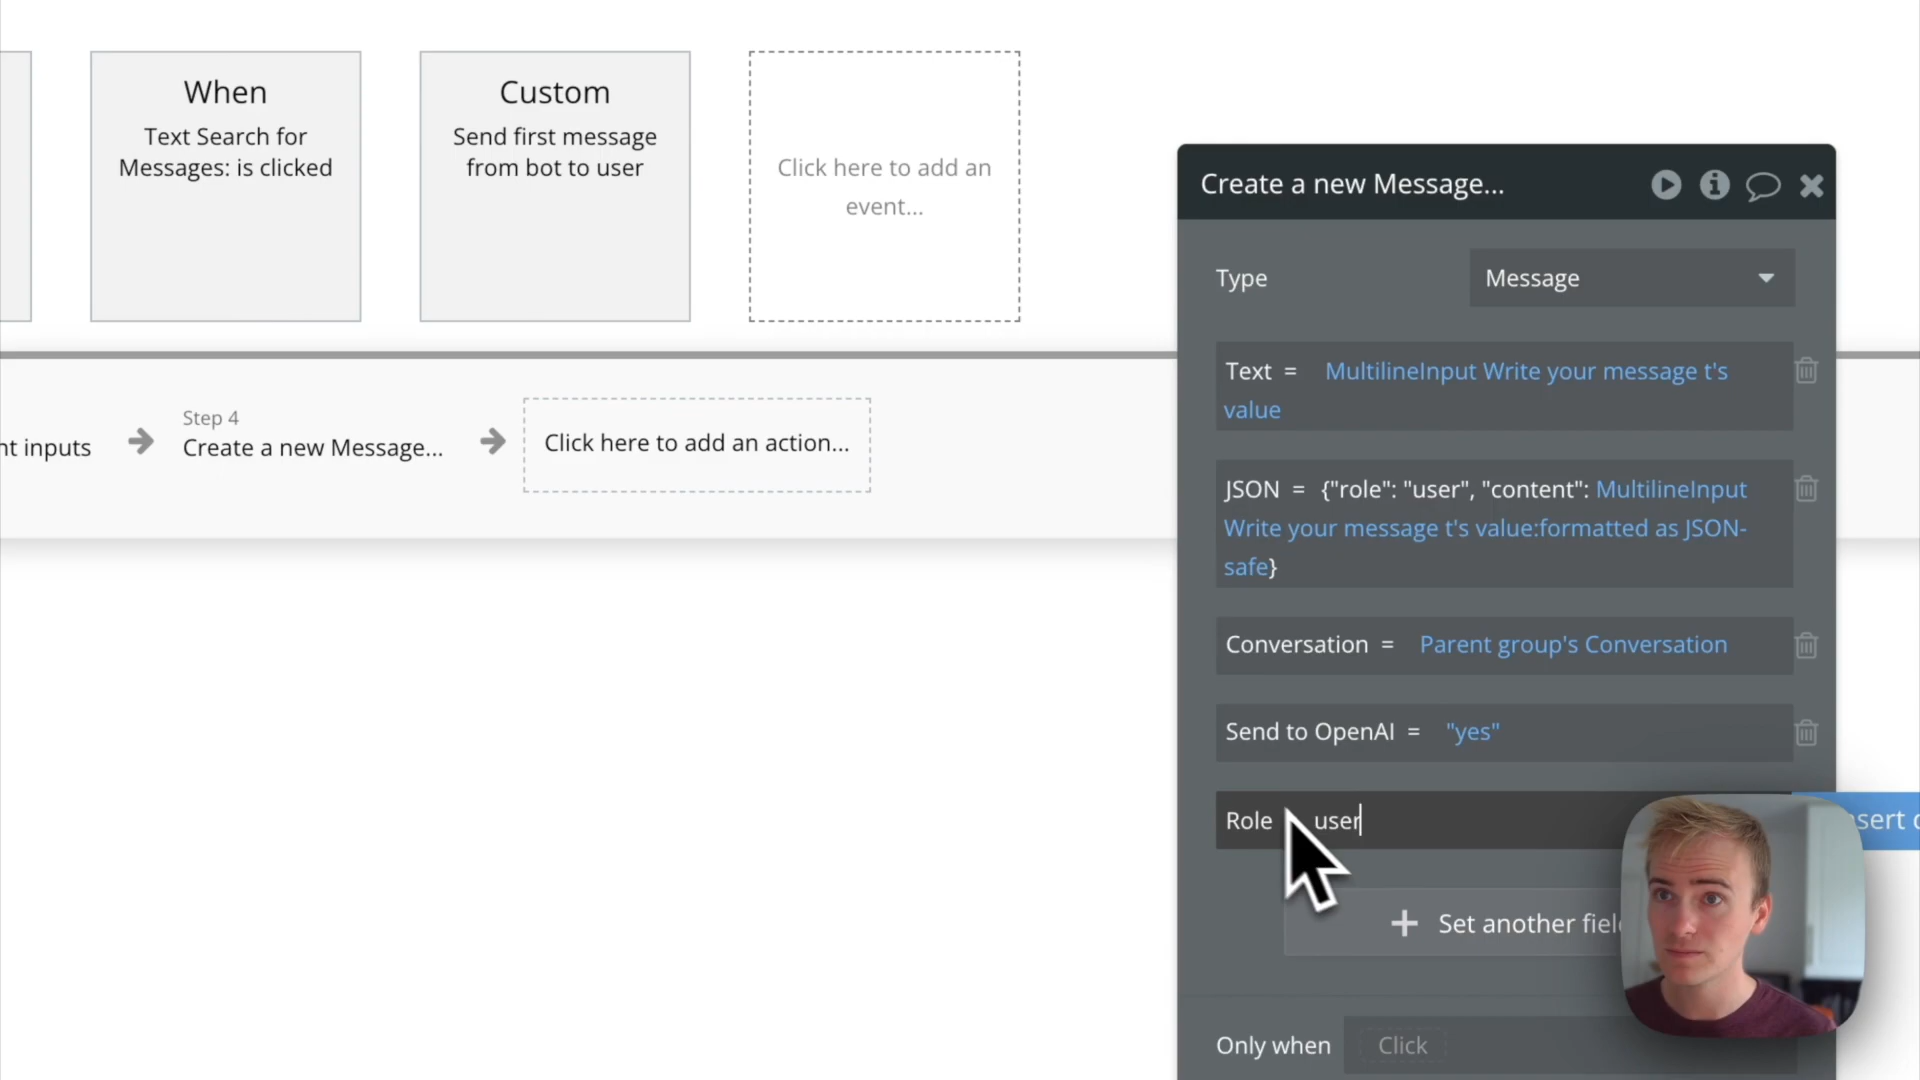 When
Text Search for
Messages: is clicked
Custom
Send first message
from bot to user
Click here to add an
event...
nt inputs
Step 4
Create a new Message...
Click here to add an action...
Create a new Message...
Type
Message
Text = MultilineInput Write your message t's
value
JSON = {"role": "user", "content": MultilineInput
Write your message t's value:formatted as JSON-
safe}
Conversation = Parent group's Conversation
Send to OpenAI = "yes"
Role user
sert
Set another fiel
Only when Click